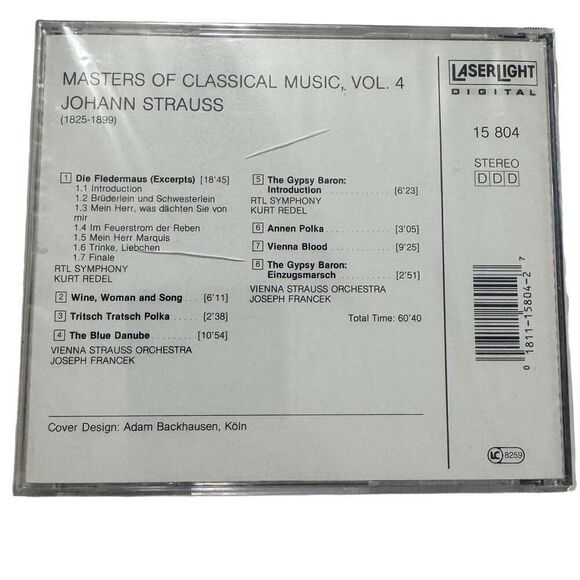 MASTERS OF CLASSICAL MUSIC, VOL. 4
JOHANN STRAUSS
(1825-1899)
LASERLIGHT
DIGITAL
15 804
STEREO
DDD
1 Die Fledermaus (Excerpts) [18'45]
1.1 Introduction
1.2 Brüderlein und Schwesterlein
1.3 Mein Herr, was dächten Sie von
mir
1.4 Im Feuerstrom der Reben
1.5 Mein Herr Marquis
1.6 Trinke, Liebchen
1.7 Finale
RTL SYMPHONY
KURT REDEL
2 Wine, Woman and Song ..... [6'11]
3 Tritsch Tratsch Polka ...... [2'38]
4 The Blue Danube ......... [10'54]
VIENNA STRAUSS ORCHESTRA
JOSEPH FRANCEK
5 The Gypsy Baron:
Introduction .............. [6'23]
RTL SYMPHONY
KURT REDEL
6 Annen Polka ............. [3'05]
7 Vienna Blood ............ [9'25]
8 The Gypsy Baron:
Einzugsmarsch ........... [2'51]
VIENNA STRAUSS ORCHESTRA
JOSEPH FRANCEK
Total Time: 60'40
0 1811-15804-2 7
Cover Design: Adam Backhausen, Köln
LC 8259